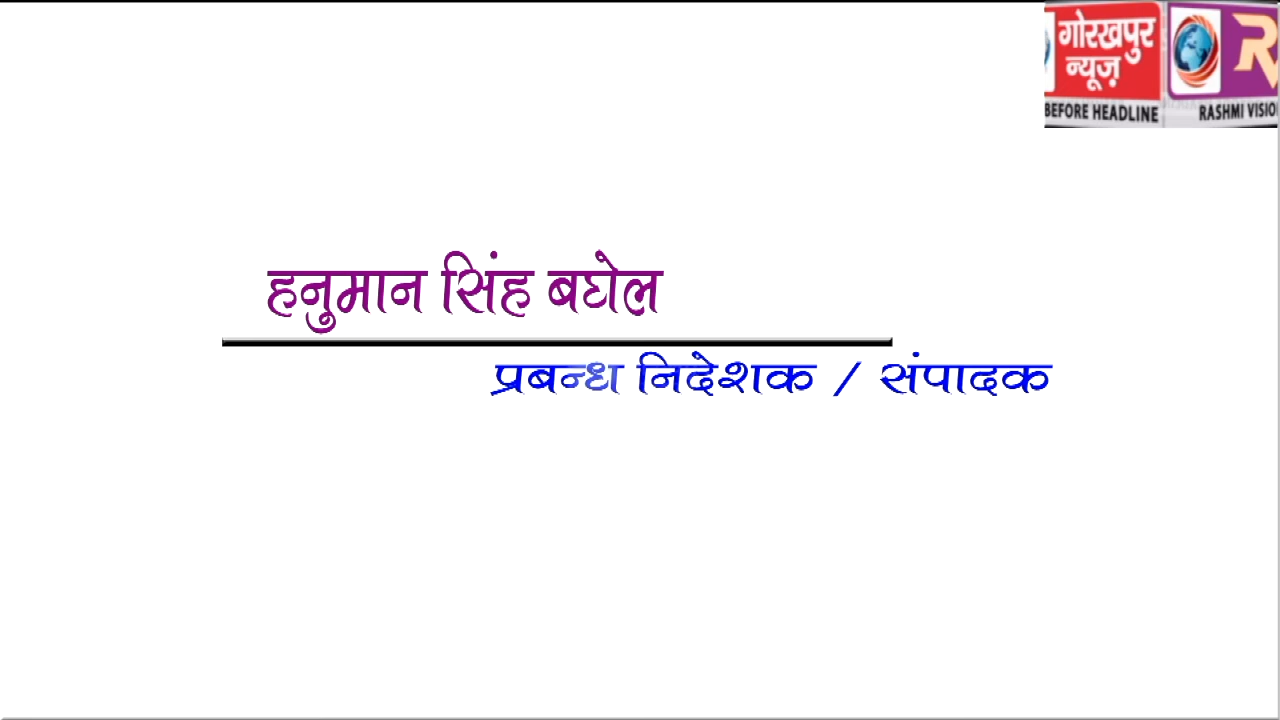 गोरखपुर
न्यूज़
BEFORE HEADLINE
RASHMI VISIO
हनुमान सिंह बघेल
प्रबन्ध निदेशक / संपादक